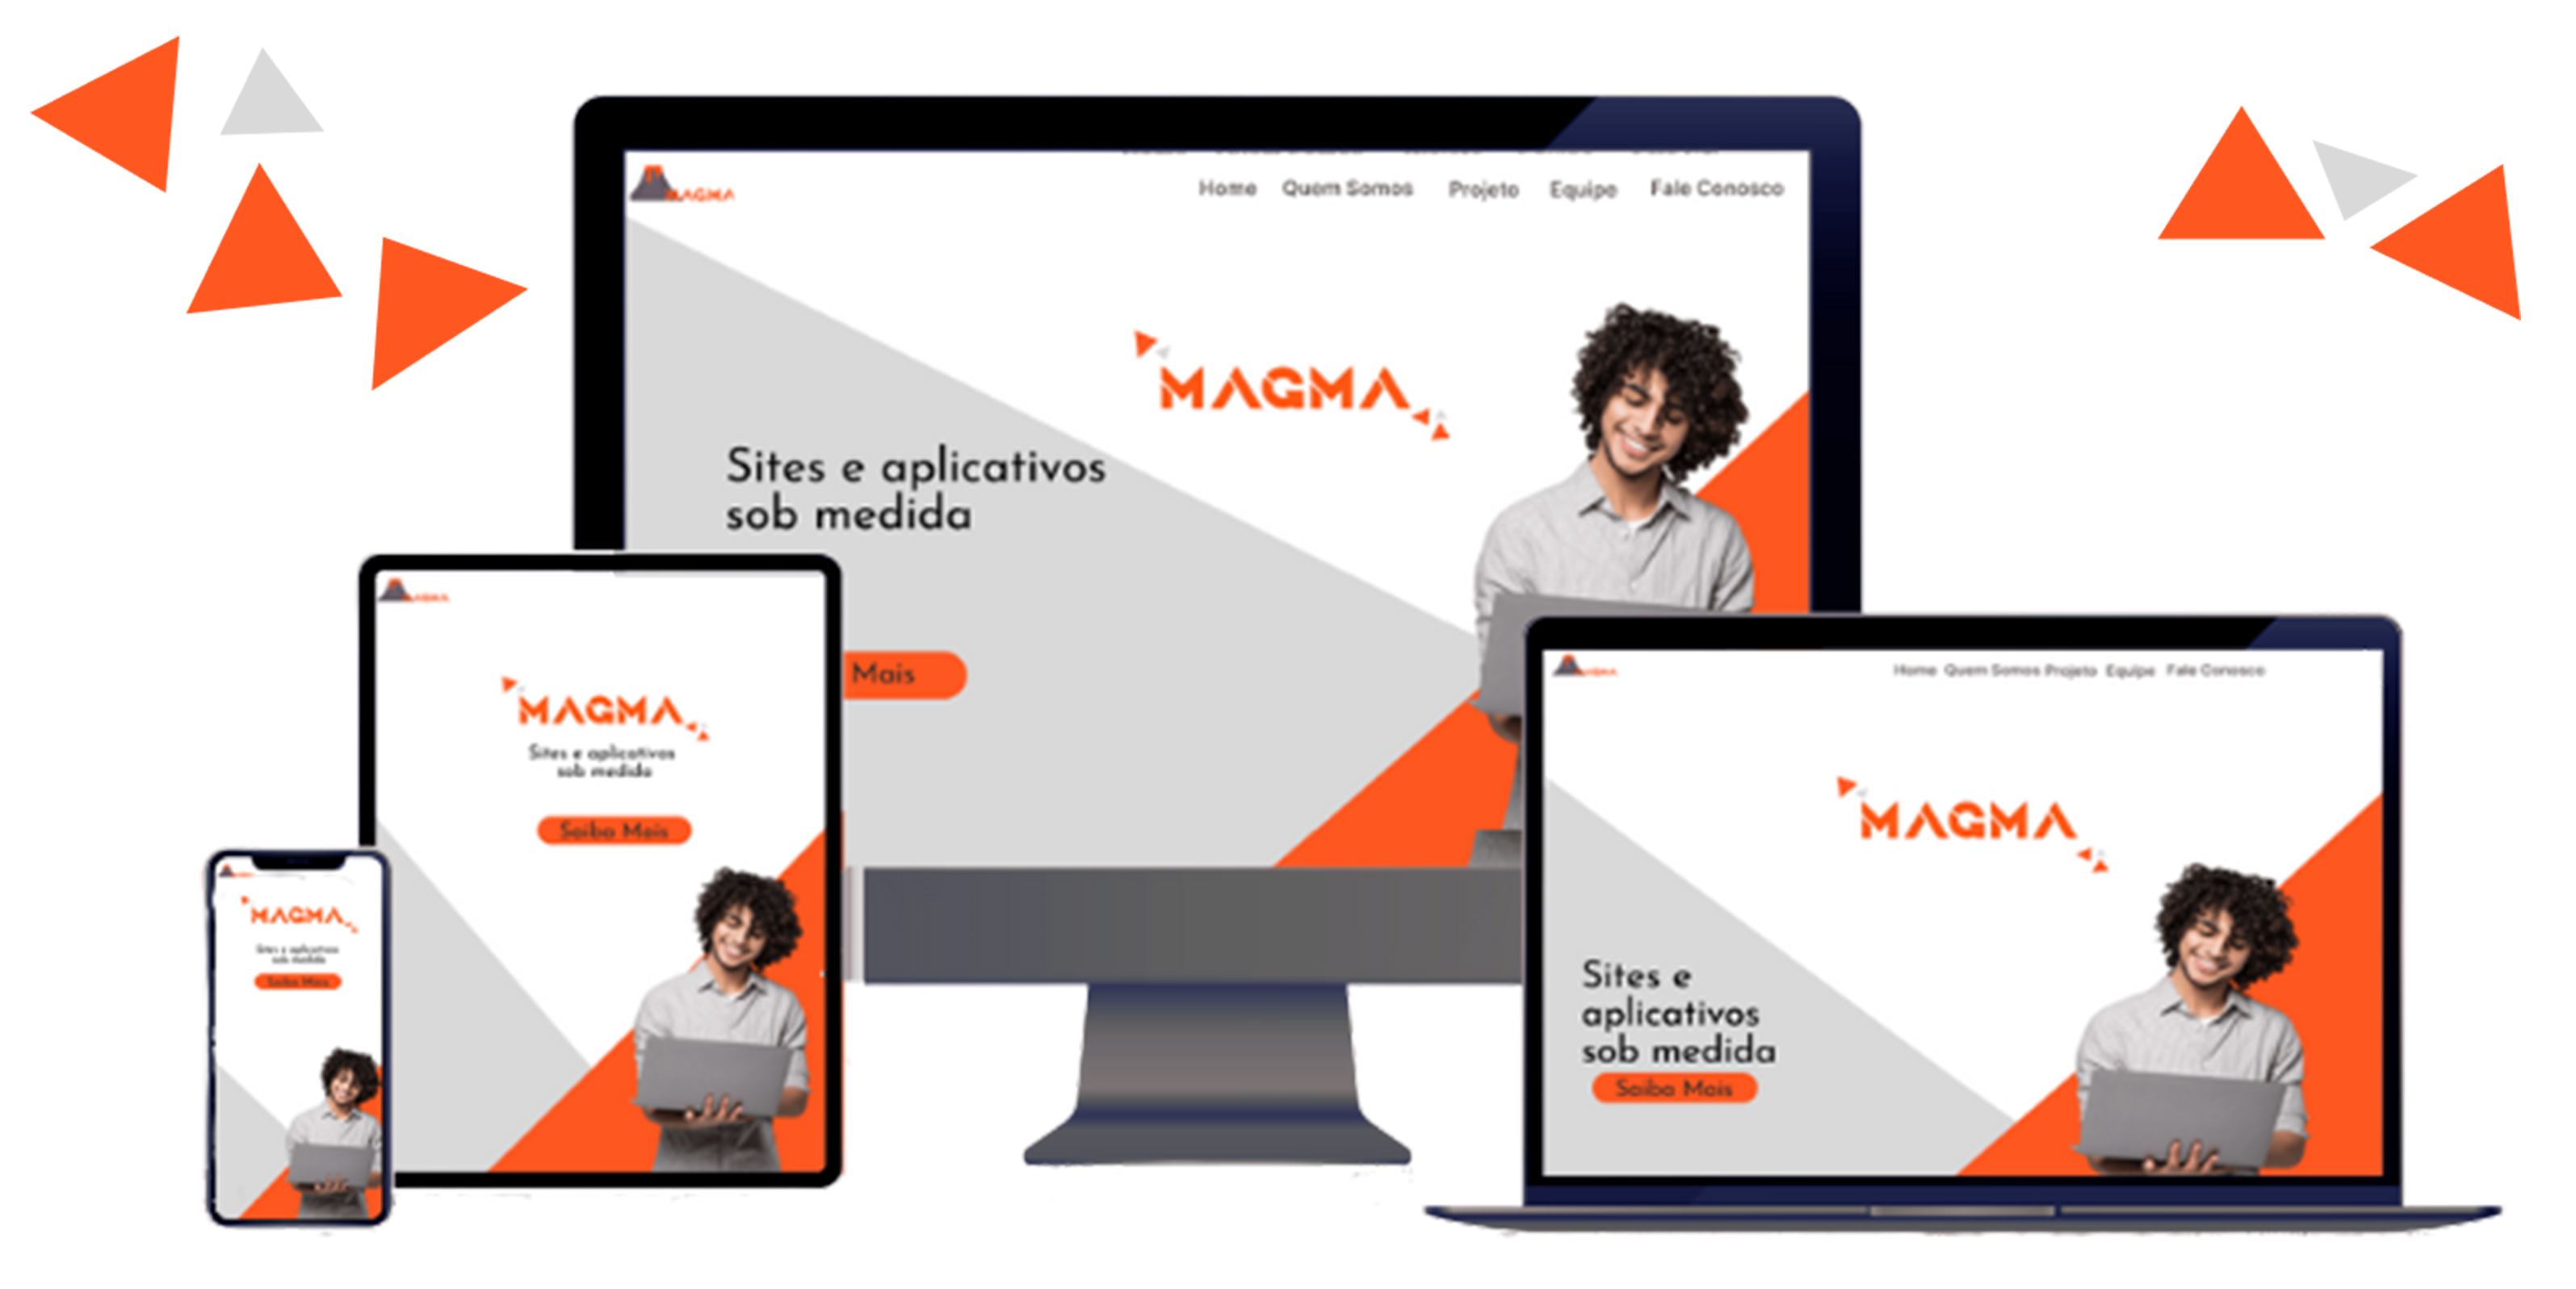 MAGMA
Home Quem Somos Projeto Equipe Fale Conosco
MAGMA
Sites e aplicativos
sob medida
Mais
MAGMA
MAGMA
Sites e aplicativos
sob medida
Saiba Mais
MAGMA
Sites e aplicativos
sob medida
Saiba Mais
MAGMA
Home Quem Somos Projeto Equipe Fale Conosco
MAGMA
Sites e
aplicativos
sob medida
Saiba Mais